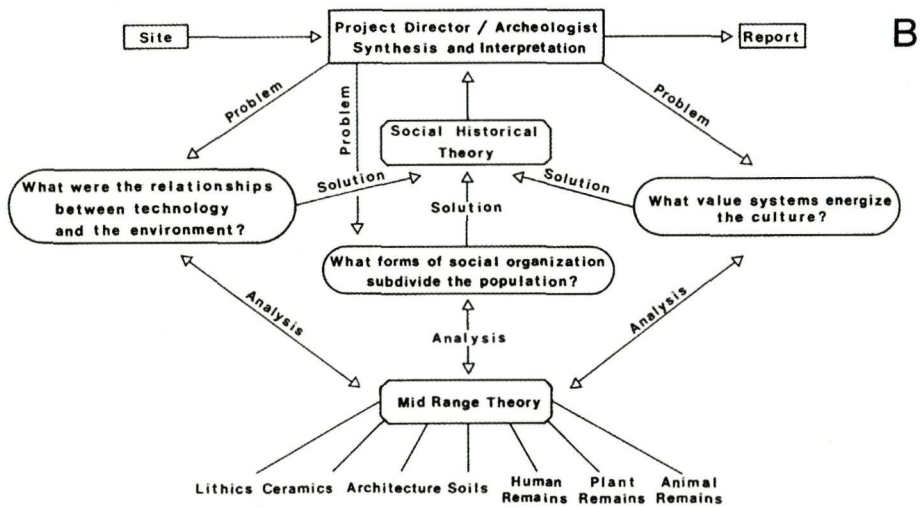 Site
Project Director / Archeologist
Synthesis and Interpretation
Report
B
Problem
Problem
Problem
Social Historical
Theory
What were the relationships
between technology
and the environment?
Solution
Solution
Solution
What value systems energize
the culture?
What forms of social organization
subdivide the population?
Analysis
Analysis
Analysis
Mid Range Theory
Lithics
Ceramics
Architecture
Soils
Human
Remains
Plant
Remains
Animal
Remains